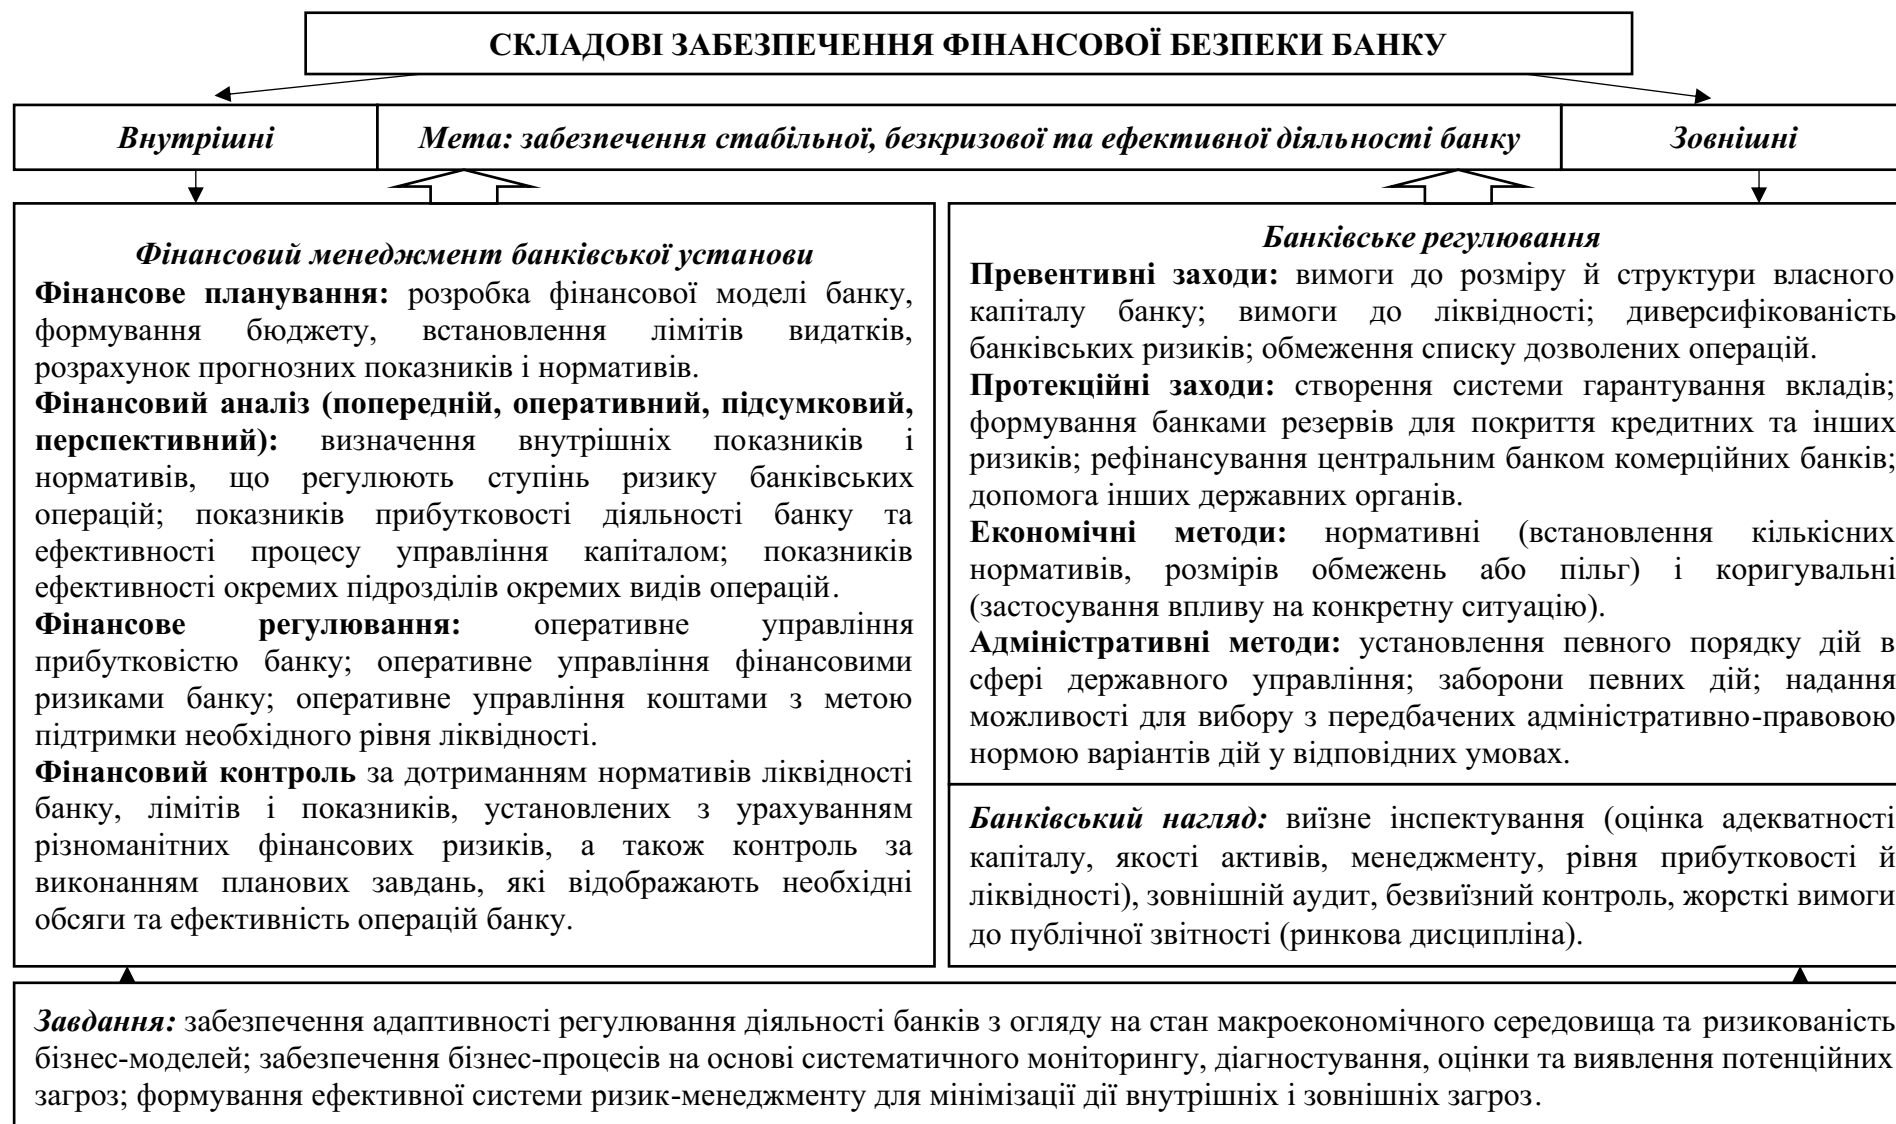 СКЛАДОВІ ЗАБЕЗПЕЧЕННЯ ФІНАНСОВОЇ БЕЗПЕКИ БАНКУ
Внутрішні
Мета: забезпечення стабільної, безкризової та ефективної діяльності банку
Зовнішні
Фінансовий менеджмент банківської установи
Фінансове планування: розробка фінансової моделі банку,
формування бюджету, встановлення лімітів видатків,
розрахунок прогнозних показників і нормативів.
Фінансовий аналіз (попередній, оперативний, підсумковий,
перспективний): визначення внутрішніх показників і
нормативів, що регулюють ступінь ризику банківських
операцій; показників прибутковості діяльності банку та
ефективності процесу управління капіталом; показників
ефективності окремих підрозділів окремих видів операцій.
Фінансове регулювання: оперативне управління
прибутковістю банку; оперативне управління фінансовими
ризиками банку; оперативне управління коштами з метою
підтримки необхідного рівня ліквідності.
Фінансовий контроль за дотриманням нормативів ліквідності
банку, лімітів і показників, установлених з урахуванням
різноманітних фінансових ризиків, а також контроль за
виконанням планових завдань, які відображають необхідні
обсяги та ефективність операцій банку.
Банківське регулювання
Превентивні заходи: вимоги до розміру й структури власного
капіталу банку; вимоги до ліквідності; диверсифікованість
банківських ризиків; обмеження списку дозволених операцій.
Протекційні заходи: створення системи гарантування вкладів;
формування банками резервів для покриття кредитних та інших
ризиків; рефінансування центральним банком комерційних банків;
допомога інших державних органів.
Економічні методи: нормативні (встановлення кількісних
нормативів, розмірів обмежень або пільг) і коригувальні
(застосування впливу на конкретну ситуацію).
Адміністративні методи: установлення певного порядку дій в
сфері державного управління; заборони певних дій; надання
можливості для вибору з передбачених адміністративно-правовою
нормою варіантів дій у відповідних умовах.
Банківський нагляд: виїзне інспектування (оцінка адекватності
капіталу, якості активів, менеджменту, рівня прибутковості й
ліквідності), зовнішній аудит, безвиїзний контроль, жорсткі вимоги
до публічної звітності (ринкова дисципліна).
Завдання: забезпечення адаптивності регулювання діяльності банків з огляду на стан макроекономічного середовища та ризикованість
бізнес-моделей; забезпечення бізнес-процесів на основі систематичного моніторингу, діагностування, оцінки та виявлення потенційних
загроз; формування ефективної системи ризик-менеджменту для мінімізації дії внутрішніх і зовнішніх загроз.